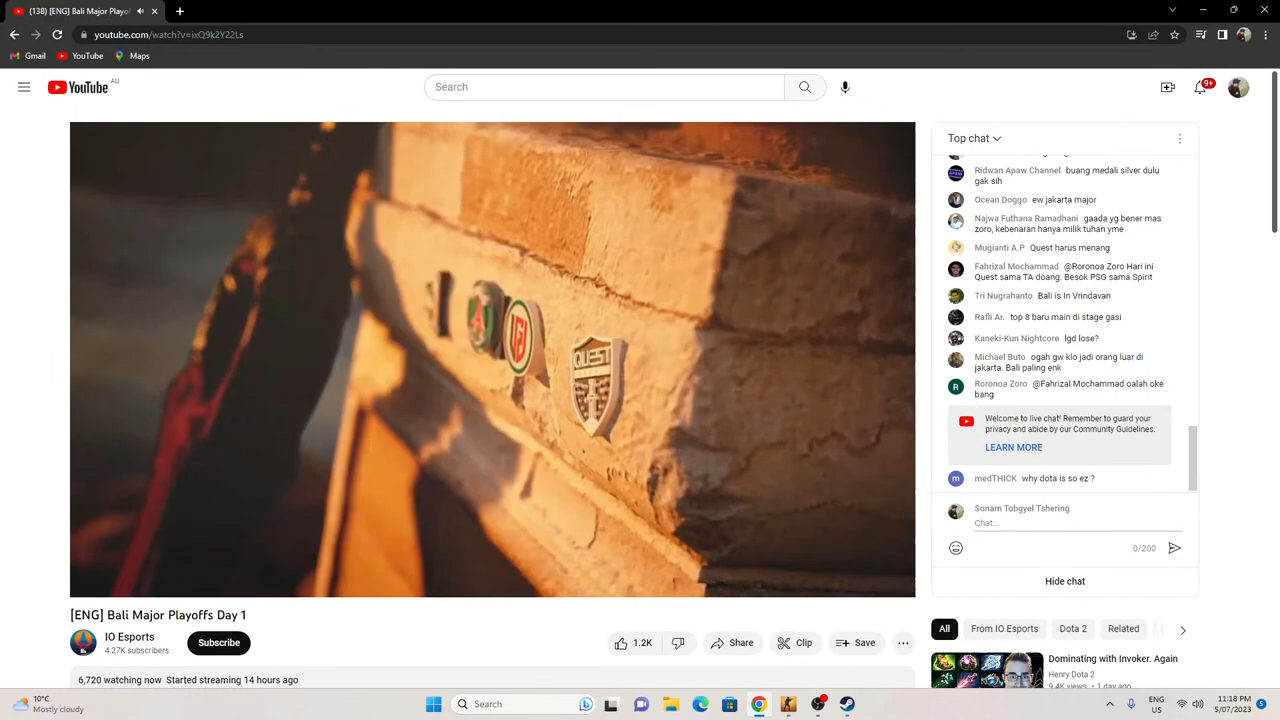 (138) [ENG] Bali Major Playof
youtube.com/watch?v=ixQ9k2Y22Ls
Gmail YouTube Maps
YouTube AU
Search
9+
QUEST
Top chat
Ridwan Apaw Channel buang medali silver dulu
gak sih
Ocean Doggo ew jakarta major
Najwa Futhana Ramadhani gaada yg bener mas
zoro, kebenaran hanya milik tuhan yme
Mugianti A.P Quest harus menang
Fahrizal Mochammad @Roronoa Zoro Hari ini
Quest sama TA doang. Besok PSG sama Spirit
Tri Nugrahanto Bali is In Vrindavan
Rafli Ar. top 8 baru main di stage gasi
Kaneki-Kun Nightcore lgd lose?
Michael Buto ogah gw klo jadi orang luar di
jakarta. Bali paling enk
R Roronoa Zoro @Fahrizal Mochammad oalah oke
bang
Welcome to live chat! Remember to guard your
privacy and abide by our Community Guidelines.
LEARN MORE
m medTHICK why dota is so ez ?
Sonam Tobgyel Tshering
Chat...
0/200
Hide chat
[ENG] Bali Major Playoffs Day 1
IO Esports
4.27K subscribers
Subscribe
1.2K Share Clip Save
6,720 watching now Started streaming 14 hours ago
All From IO Esports Dota 2 Related
Dominating with Invoker. Again
Henry Dota 2
9.4K views • 1 day ago
10°C
Mostly cloudy
Search
ENG
US
11:18 PM
5/07/2023
5